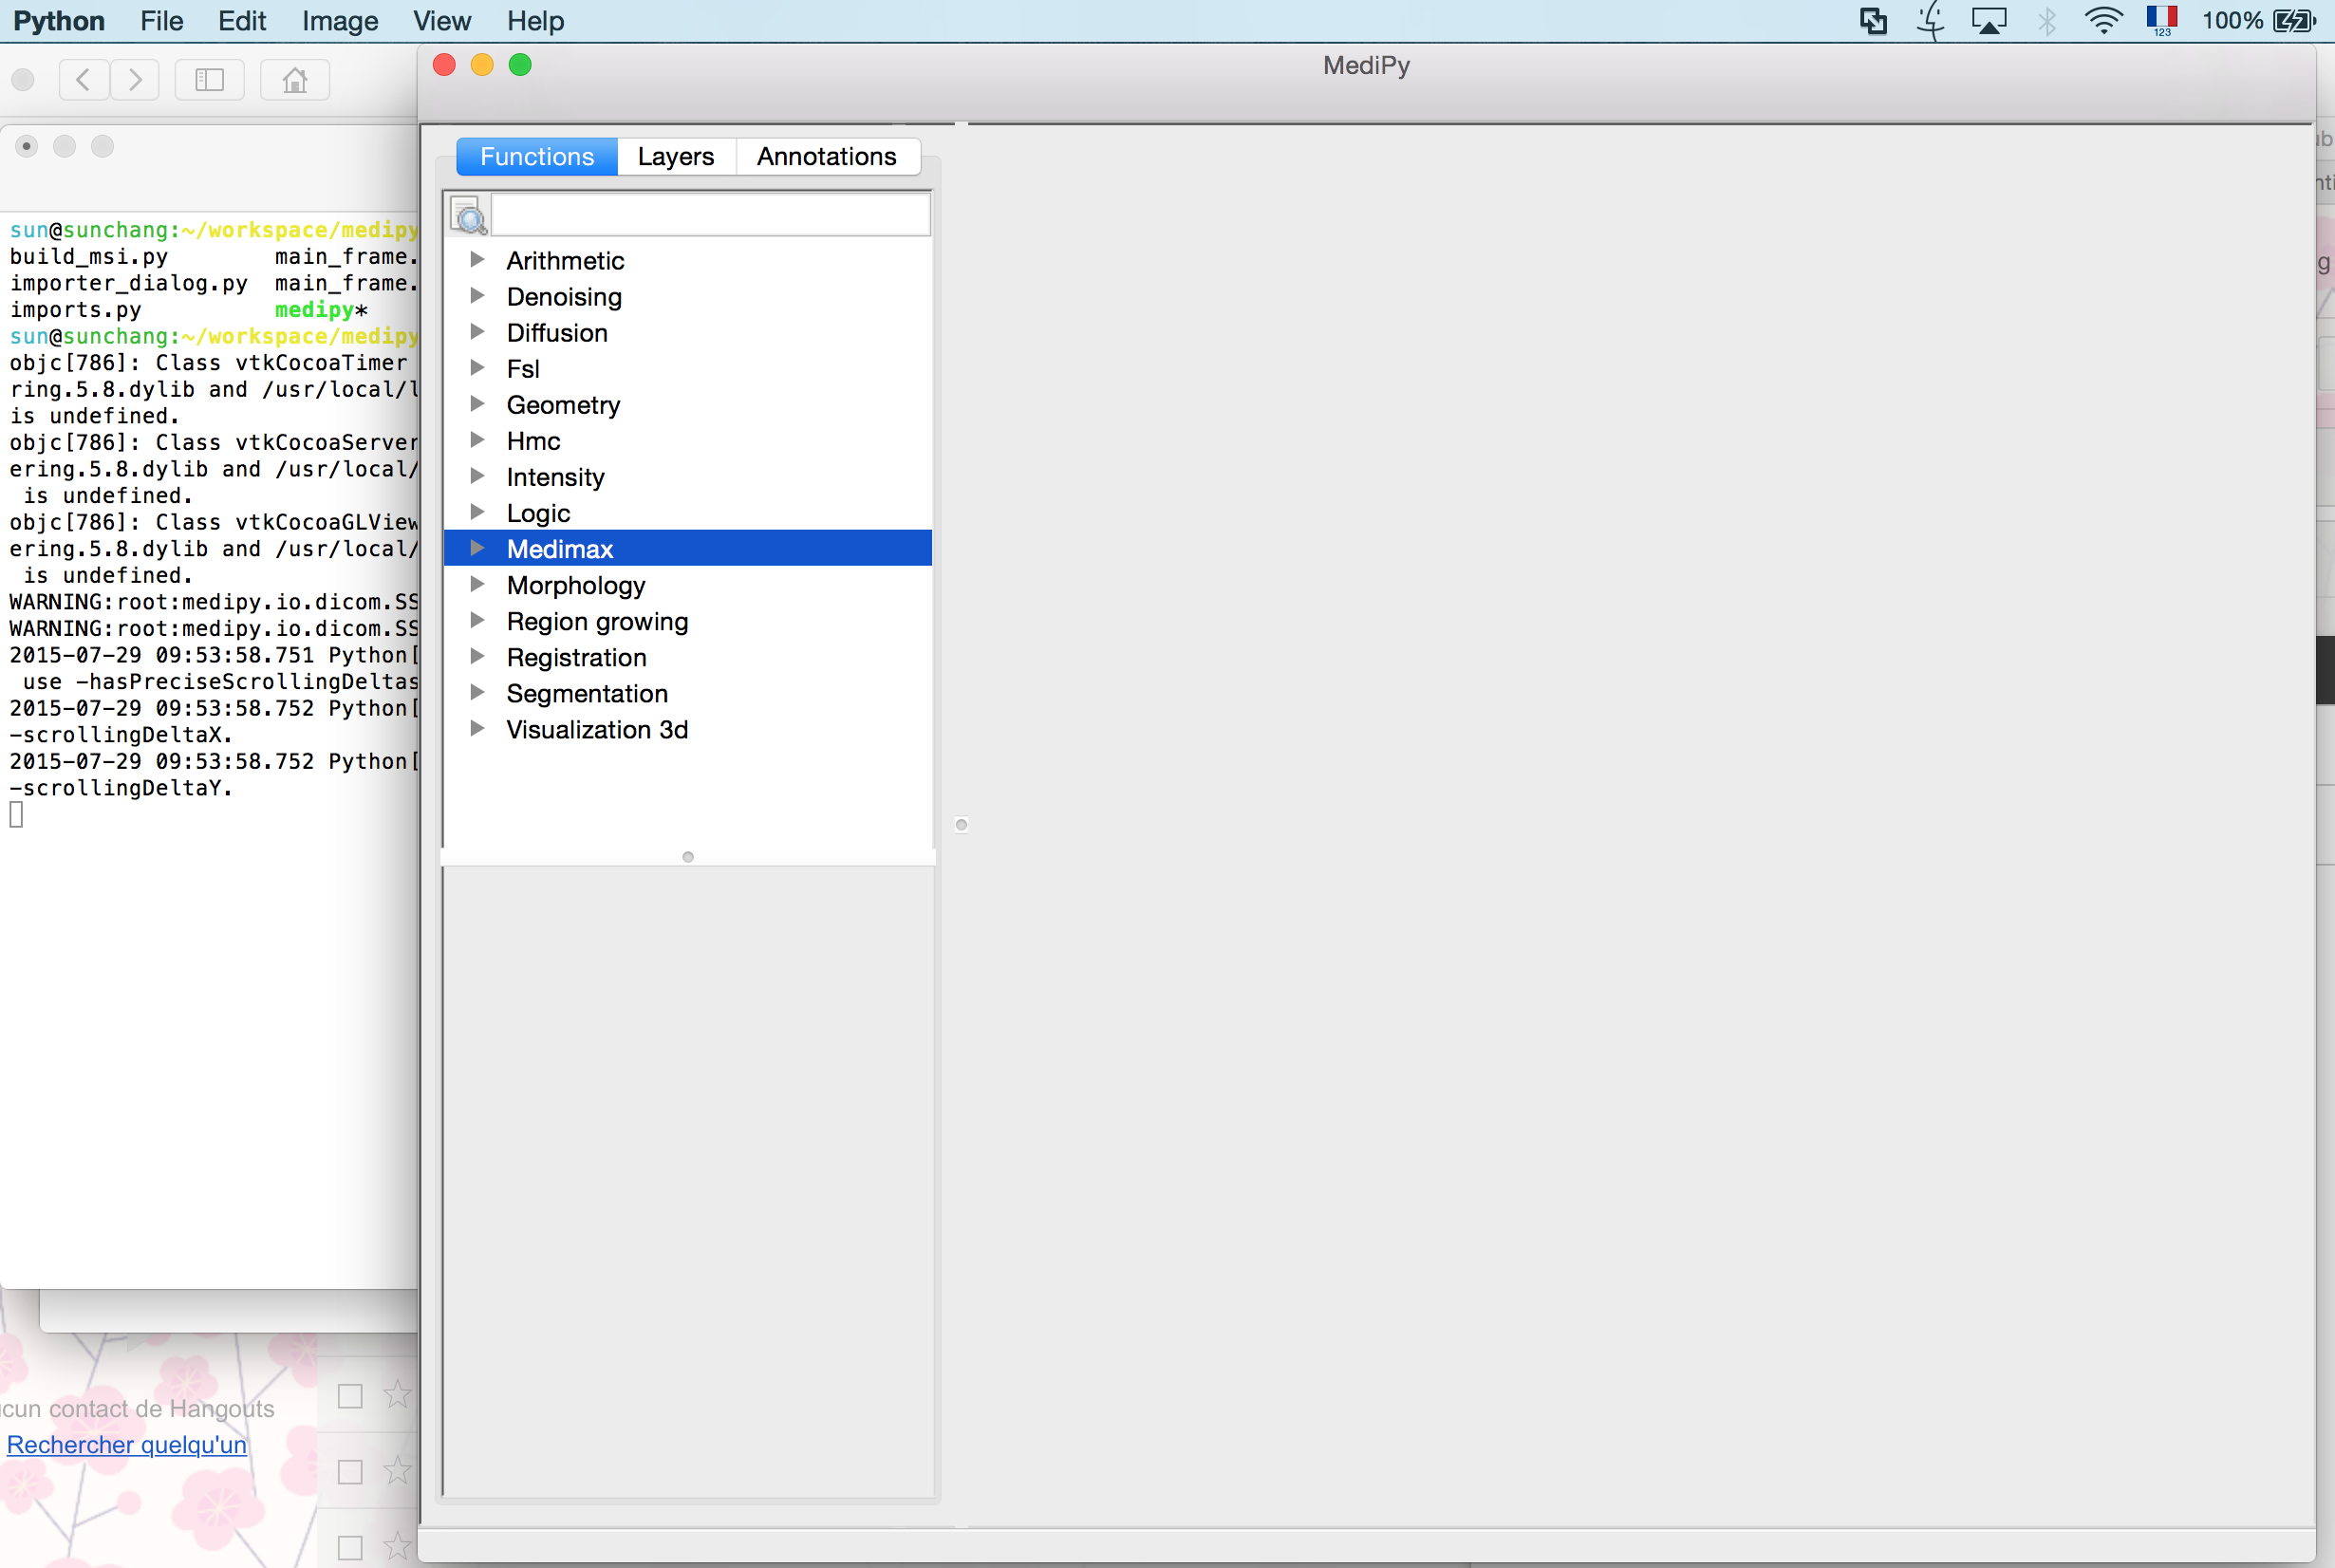 Python File Edit Image View Help
123
100%
MediPy
Functions Layers Annotations
sun@sunchang:~/workspace/medipy
build_msi.py main_frame.
importer_dialog.py main_frame.
imports.py medipy*
sun@sunchang:~/workspace/medipy
objc[786]: Class vtkCocoaTimer
ring.5.8.dylib and /usr/local/l
is undefined.
objc[786]: Class vtkCocoaServer
ering.5.8.dylib and /usr/local/
is undefined.
objc[786]: Class vtkCocoaGLView
ering.5.8.dylib and /usr/local/
is undefined.
WARNING:root:medipy.io.dicom.SS
WARNING:root:medipy.io.dicom.SS
2015-07-29 09:53:58.751 Python[
use -hasPreciseScrollingDeltas
2015-07-29 09:53:58.752 Python[
-scrollingDeltaX.
2015-07-29 09:53:58.752 Python[
-scrollingDeltaY.
Arithmetic
Denoising
Diffusion
Fsl
Geometry
Hmc
Intensity
Logic
Medimax
Morphology
Region growing
Registration
Segmentation
Visualization 3d
cun contact de Hangouts
Rechercher quelqu'un